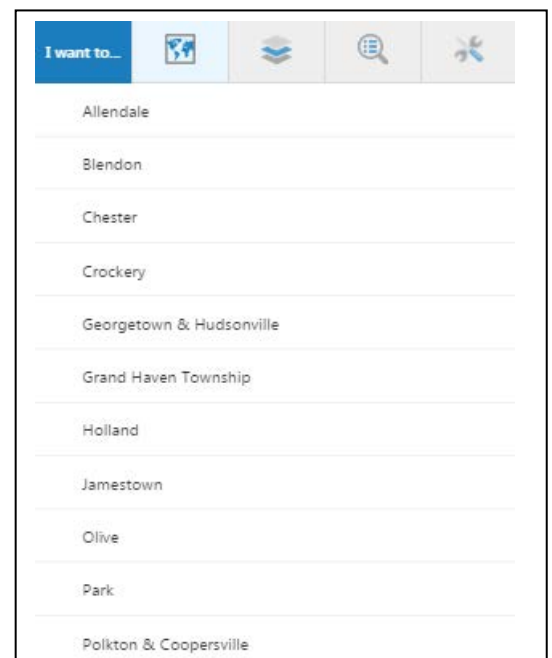 I want to...
Allendale
Blendon
Chester
Crockery
Georgetown & Hudsonville
Grand Haven Township
Holland
Jamestown
Olive
Park
Polkton & Coopersville